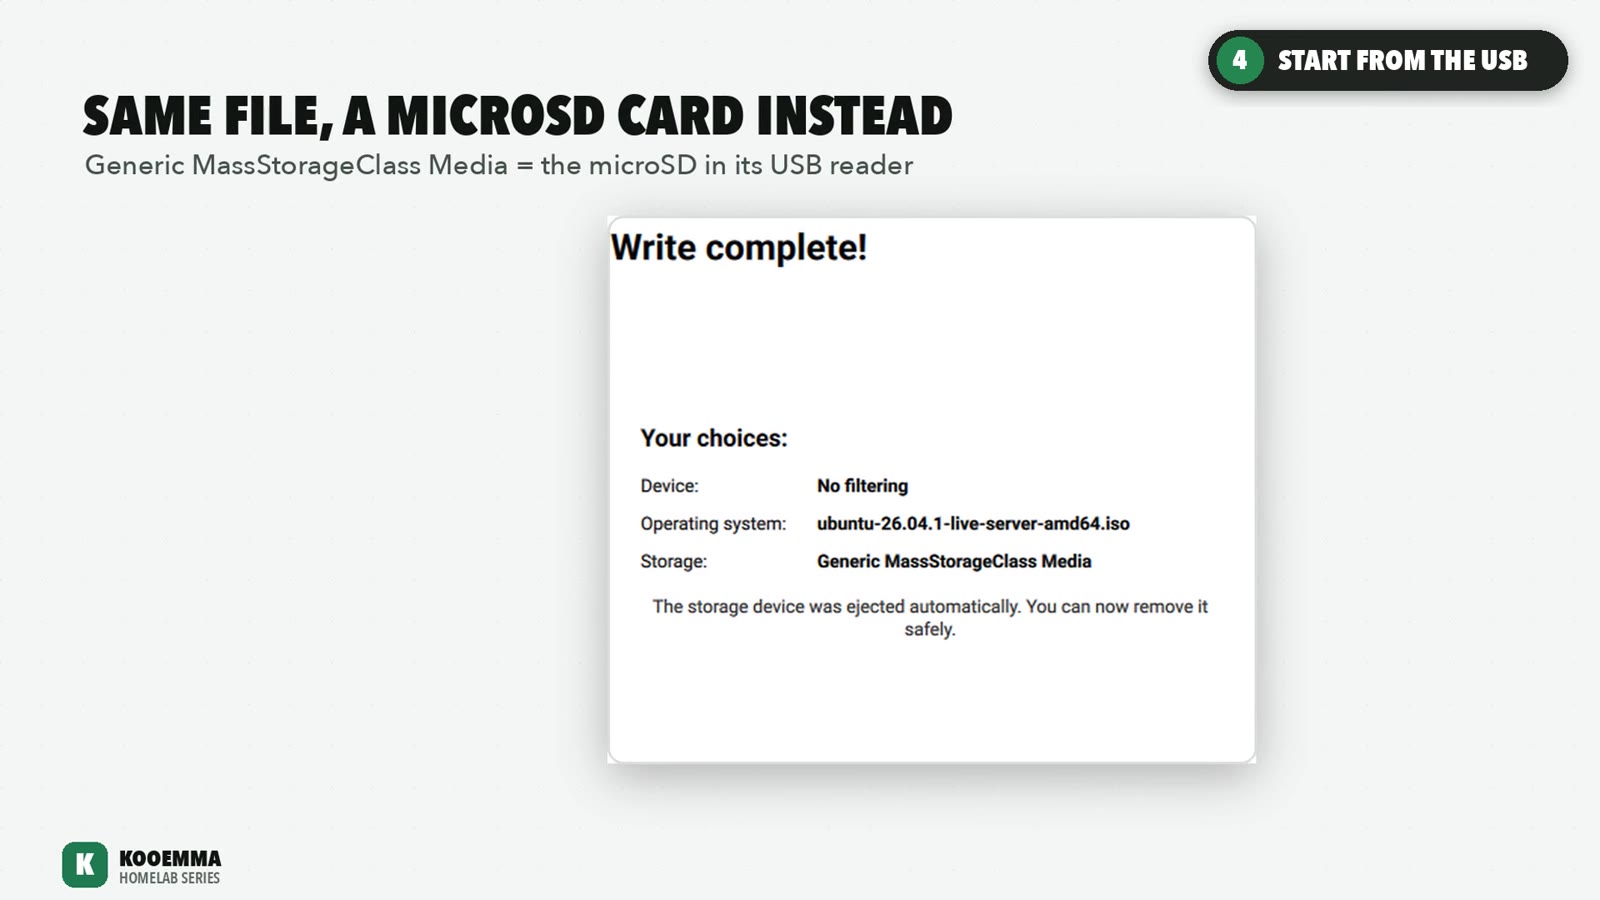 4 START FROM THE USB
SAME FILE, A MICROSD CARD INSTEAD
Generic MassStorageClass Media = the microSD in its USB reader
Write complete!
Your choices:
Device: No filtering
Operating system: ubuntu-26.04.1-live-server-amd64.iso
Storage: Generic MassStorageClass Media
The storage device was ejected automatically. You can now remove it
safely.
K KOOEMMA
HOMELAB SERIES